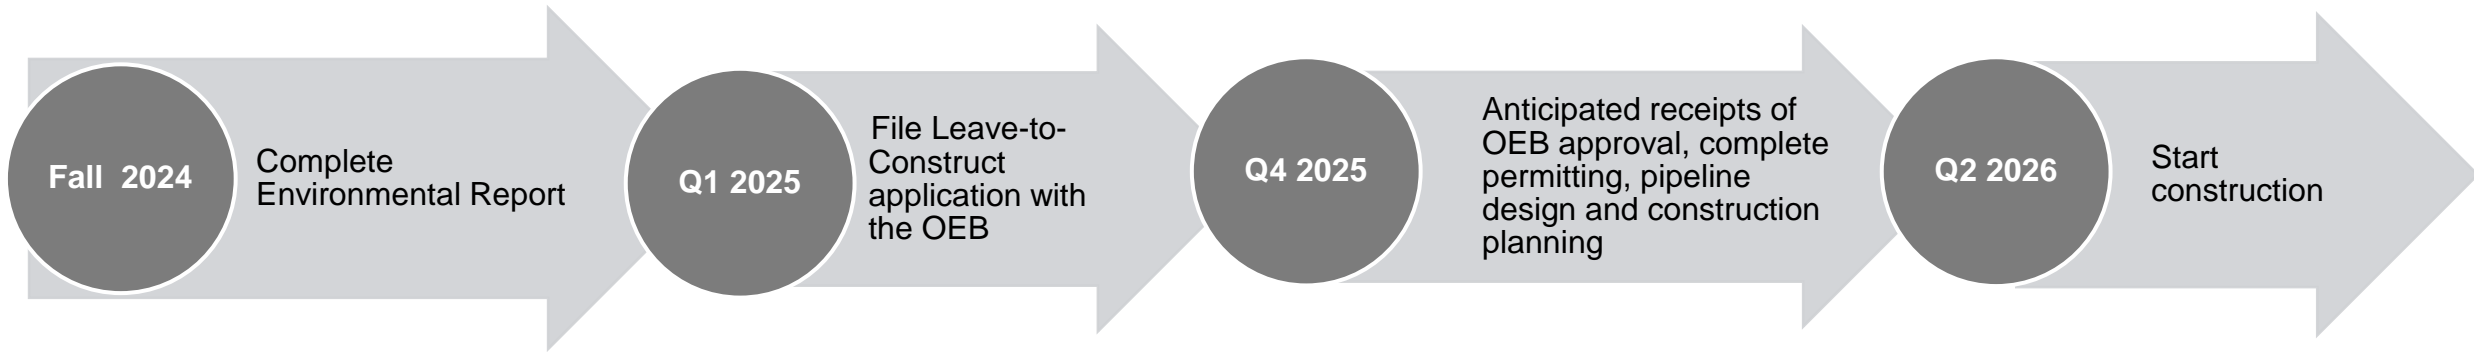 Fall 2024
Complete
Environmental Report
Q1 2025
File Leave-to-
Construct
application with
the OEB
Q4 2025
Anticipated receipts of
OEB approval, complete
permitting, pipeline
design and construction
planning
Q2 2026
Start
construction